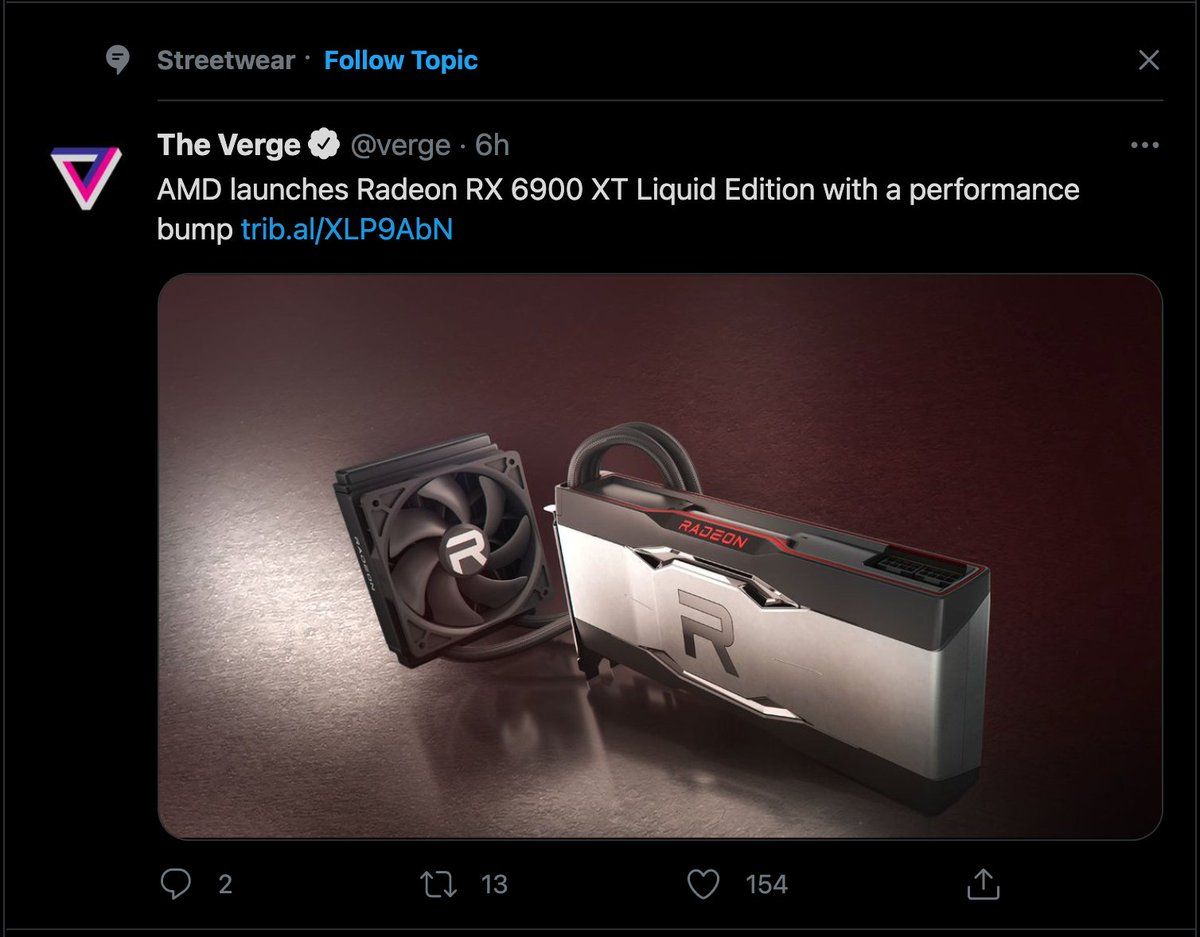 Streetwear · Follow Topic
The Verge @verge · 6h
AMD launches Radeon RX 6900 XT Liquid Edition with a performance
bump trib.al/XLP9AbN
RADEON
RADEON
R
R
2 13 154